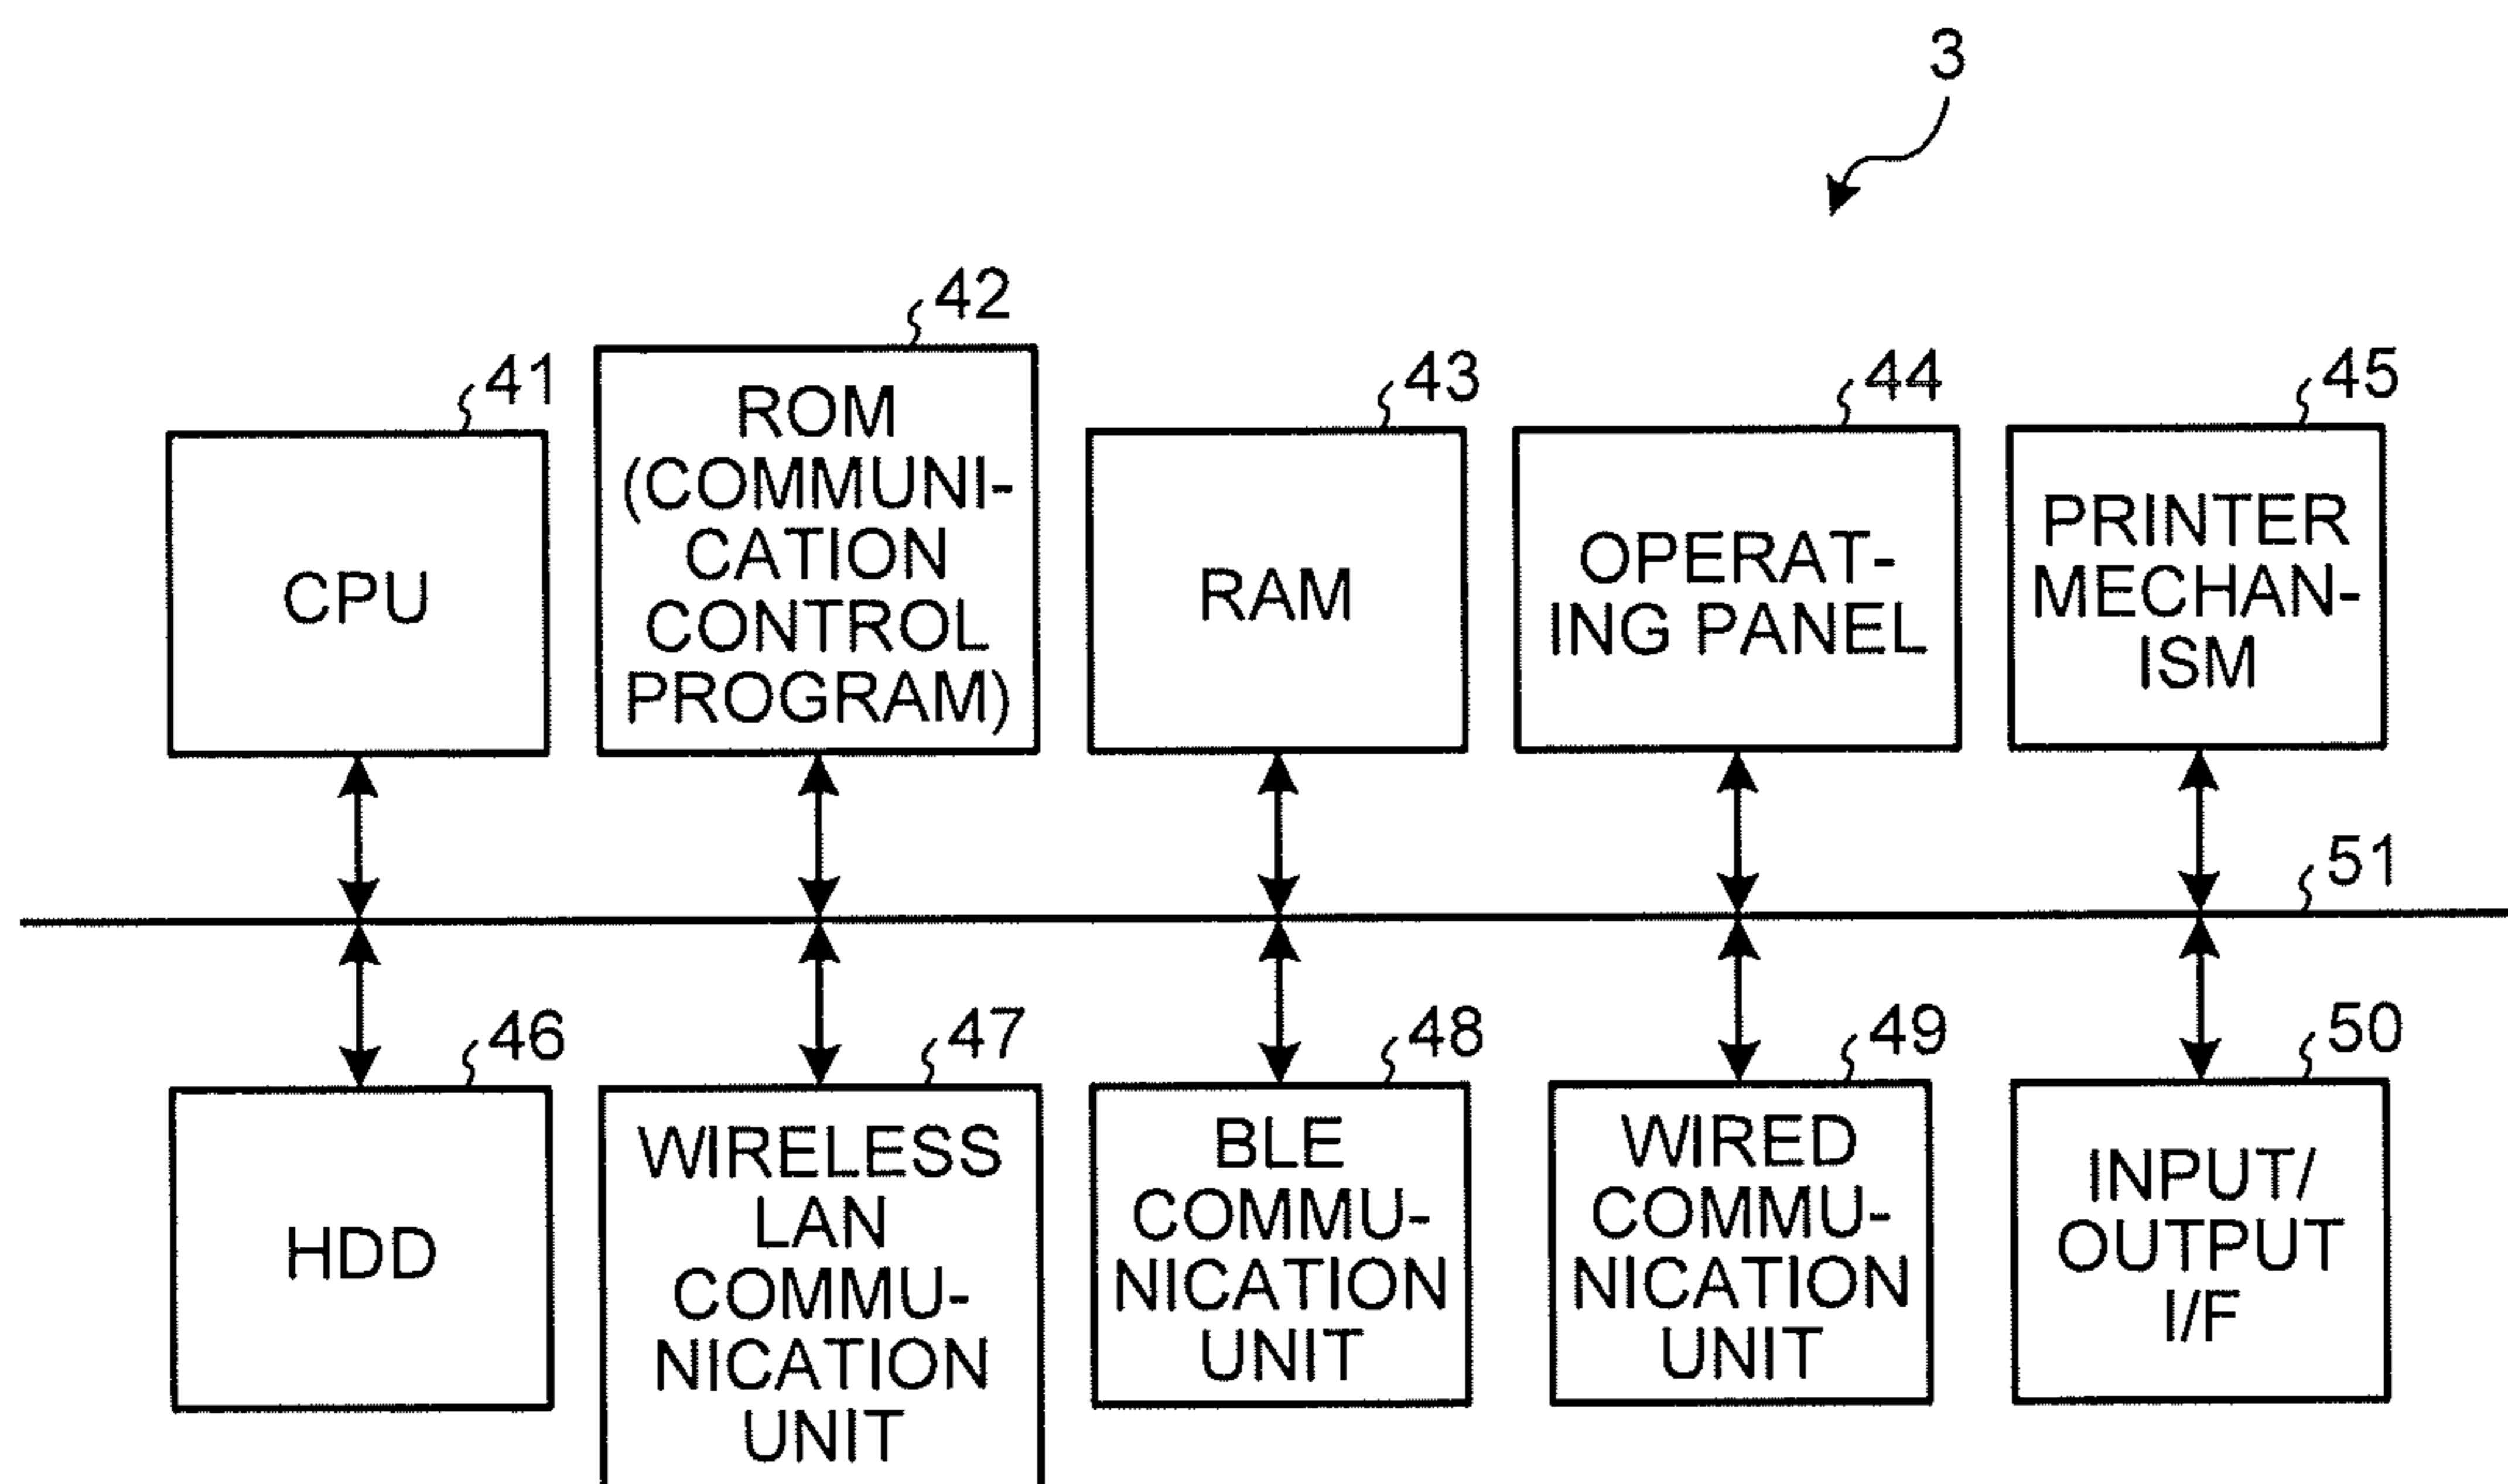 3
41
CPU
42
ROM
(COMMUNI-
CATION
CONTROL
PROGRAM)
43
RAM
44
OPERAT-
ING PANEL
45
PRINTER
MECHAN-
ISM
51
46
HDD
47
WIRELESS
LAN
COMMU-
NICATION
UNIT
48
BLE
COMMU-
NICATION
UNIT
49
WIRED
COMMU-
NICATION
UNIT
50
INPUT/
OUTPUT
I/F